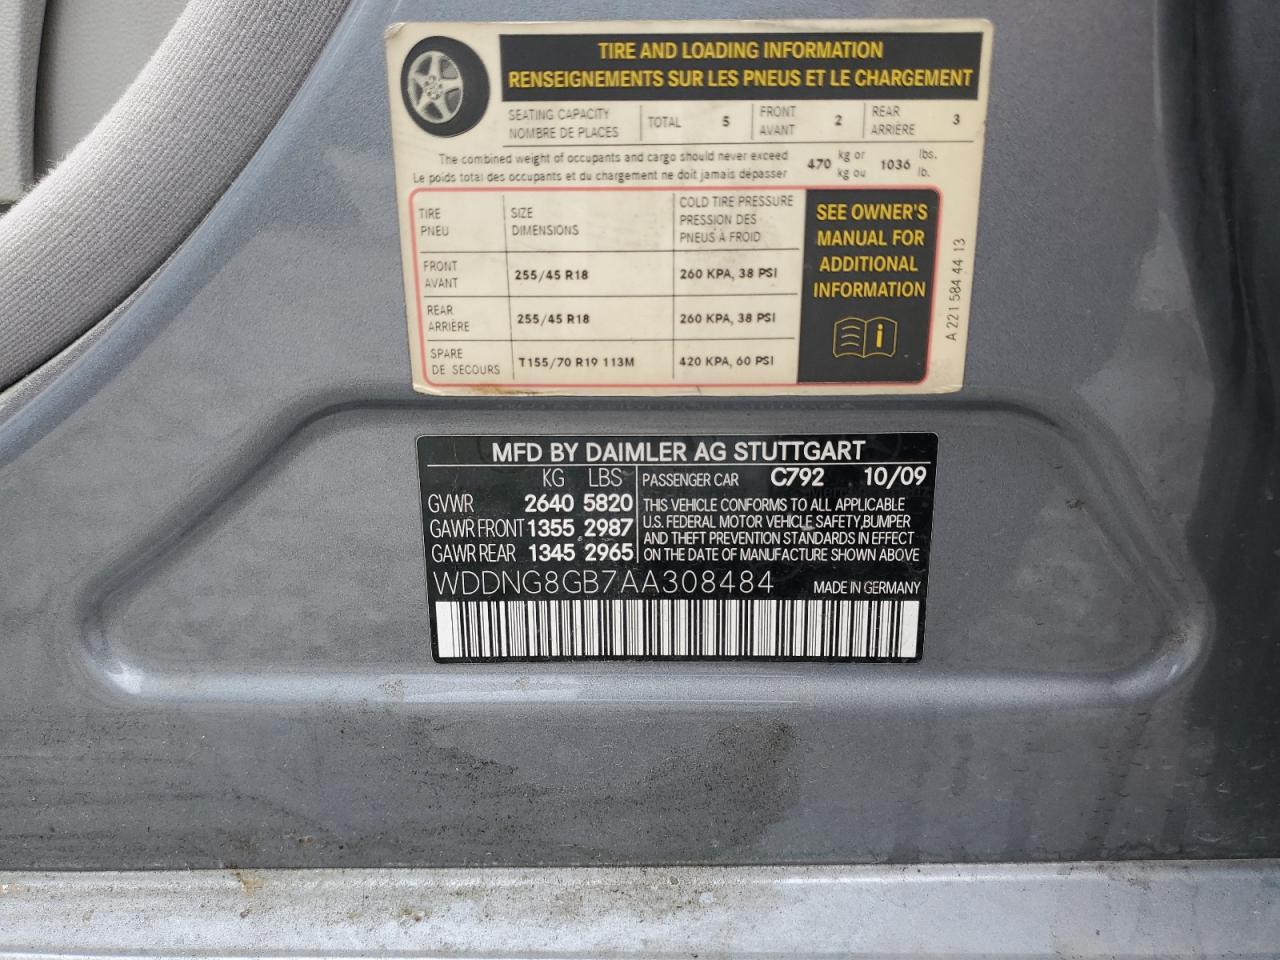 TIRE AND LOADING INFORMATION
RENSEIGNEMENTS SUR LES PNEUS ET LE CHARGEMENT
SEATING CAPACITY
NOMBRE DE PLACES
TOTAL 5
FRONT
AVANT
2
REAR
ARRIÈRE
3
The combined weight of occupants and cargo should never exceed
Le poids total des occupants et du chargement ne doit jamais dépasser
470 kg or
kg ou
1036 lbs.
lb.
TIRE
PNEU
SIZE
DIMENSIONS
COLD TIRE PRESSURE
PRESSION DES
PNEUS À FROID
FRONT
AVANT
255/45 R18
260 KPA, 38 PSI
REAR
ARRIÈRE
255/45 R18
260 KPA, 38 PSI
SPARE
DE SECOURS
T155/70 R19 113M
420 KPA, 60 PSI
SEE OWNER'S
MANUAL FOR
ADDITIONAL
INFORMATION
i
A 221 584 44 13
MFD BY DAIMLER AG STUTTGART
KG LBS
GVWR 2640 5820
GAWR FRONT 1355 2987
GAWR REAR 1345 2965
PASSENGER CAR C792 10/09
THIS VEHICLE CONFORMS TO ALL APPLICABLE
U.S. FEDERAL MOTOR VEHICLE SAFETY,BUMPER
AND THEFT PREVENTION STANDARDS IN EFFECT
ON THE DATE OF MANUFACTURE SHOWN ABOVE
WDDNG8GB7AA308484 MADE IN GERMANY